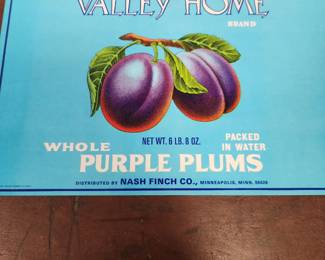 VALLEY HOME
BRAND
NET WT. 6 LB. 8 OZ.
WHOLE
PACKED
IN WATER
PURPLE PLUMS
DISTRIBUTED BY NASH FINCH CO., MINNEAPOLIS, MINN.